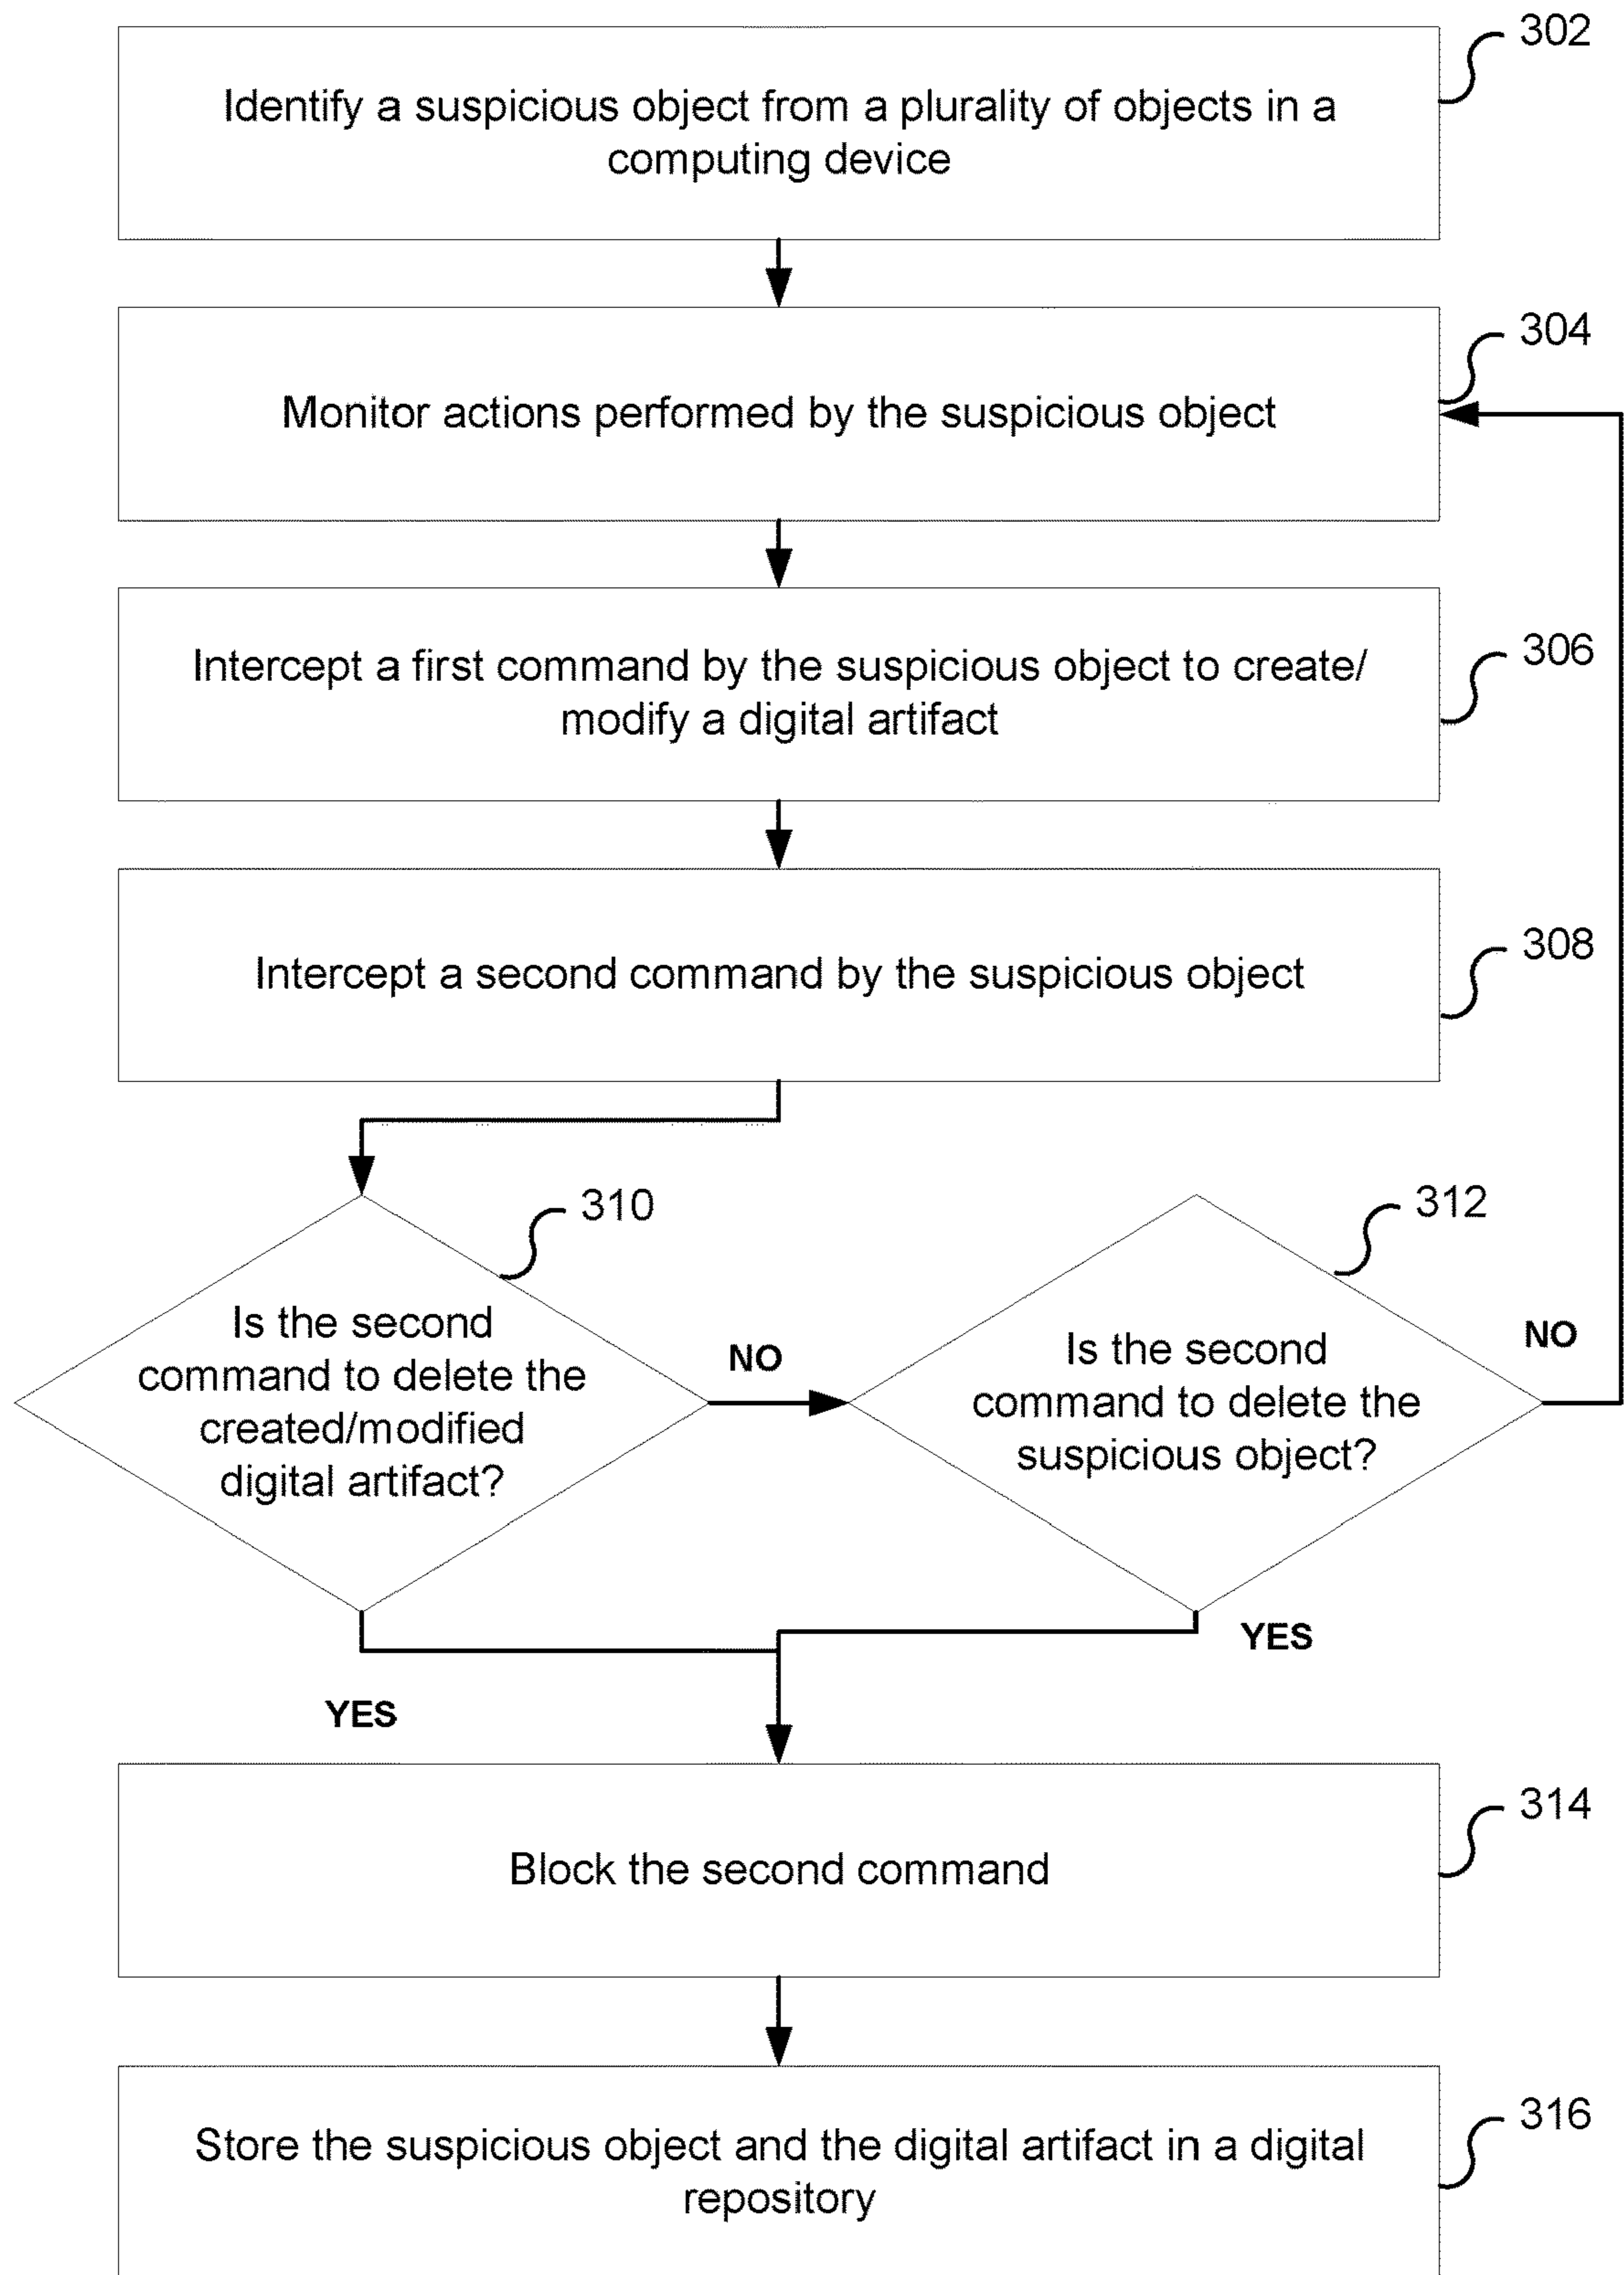 302
Identify a suspicious object from a plurality of objects in a
computing device
304
Monitor actions performed by the suspicious object
306
Intercept a first command by the suspicious object to create/
modify a digital artifact
308
Intercept a second command by the suspicious object
310
Is the second
command to delete the
created/modified
digital artifact?
NO
312
Is the second
command to delete the
suspicious object?
NO
YES
YES
314
Block the second command
316
Store the suspicious object and the digital artifact in a digital
repository